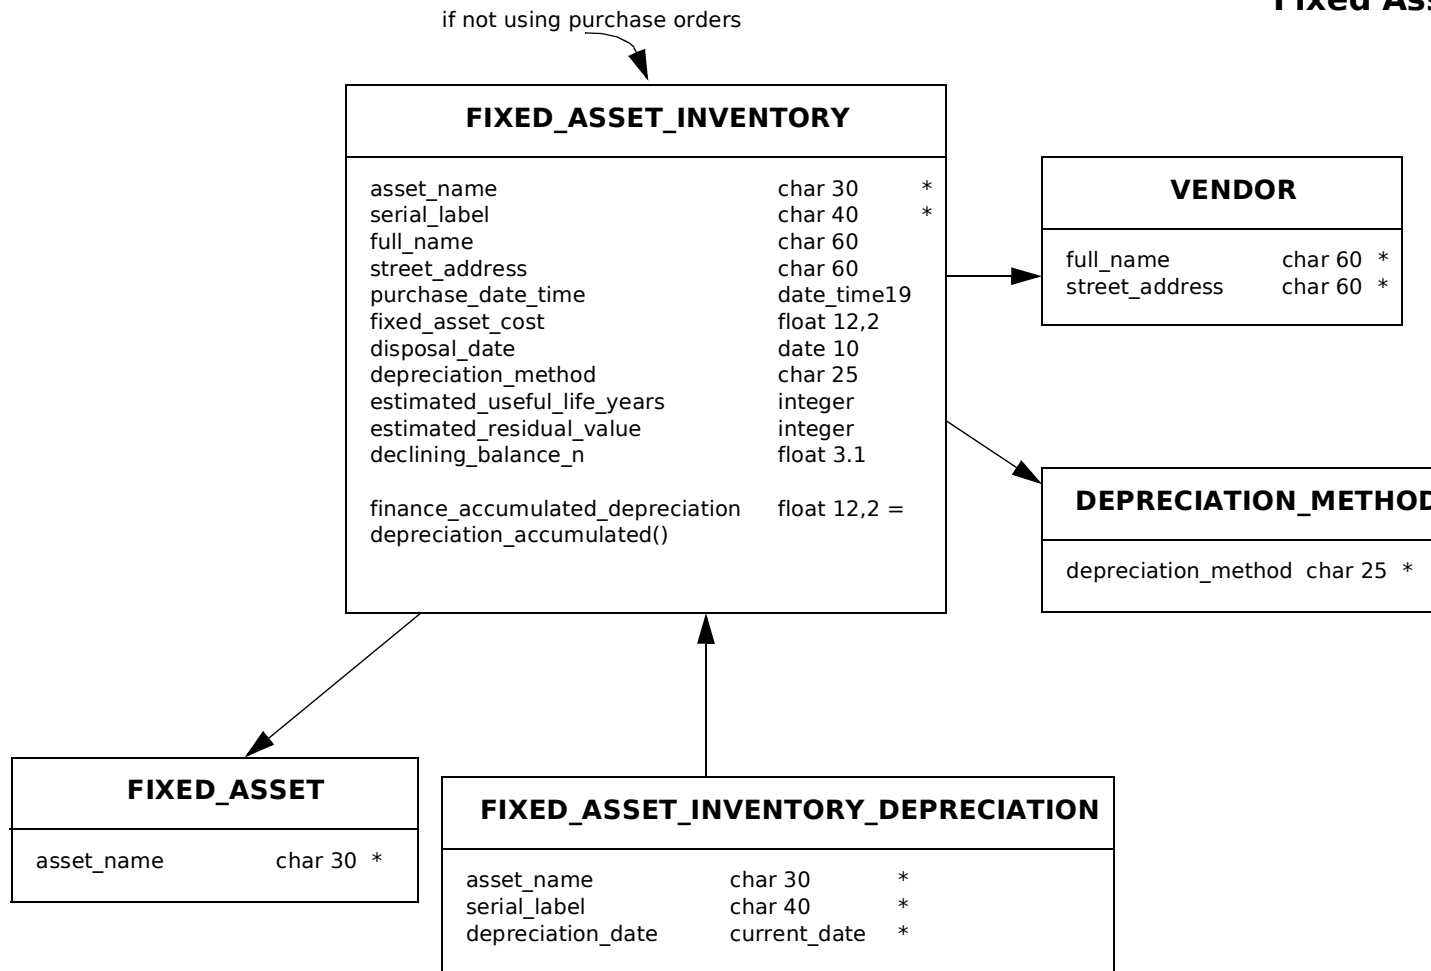 if not using purchase orders
FIXED_ASSET_INVENTORY
asset_name char 30 *
serial_label char 40 *
full_name char 60
street_address char 60
purchase_date_time date_time19
fixed_asset_cost float 12,2
disposal_date date 10
depreciation_method char 25
estimated_useful_life_years integer
estimated_residual_value integer
declining_balance_n float 3.1
finance_accumulated_depreciation float 12,2 =
depreciation_accumulated()
VENDOR
full_name char 60 *
street_address char 60 *
DEPRECIATION_METHOD
depreciation_method char 25 *
FIXED_ASSET
asset_name char 30 *
FIXED_ASSET_INVENTORY_DEPRECIATION
asset_name char 30 *
serial_label char 40 *
depreciation_date current_date *